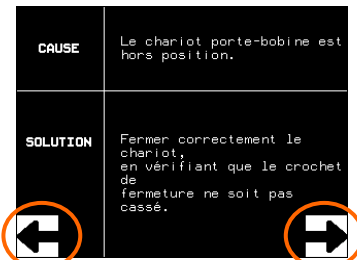 CAUSE
Le chariot porte-bobine est
hors position.
SOLUTION
Fermer correctement le
chariot,
en vérifiant que le crochet
de
fermeture ne soit pas
cassé.